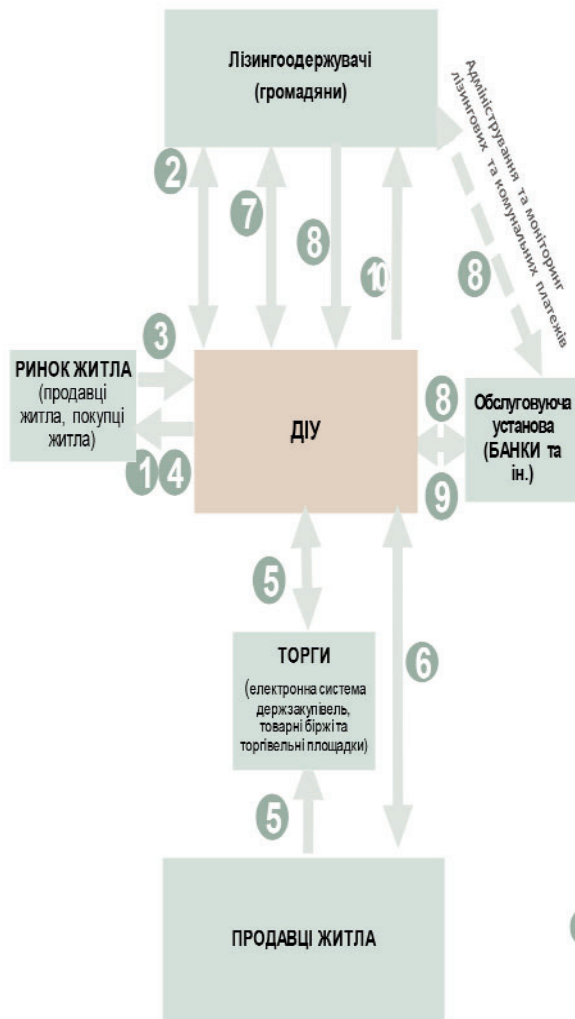 Лізингоодержувачі
(громадяни)
Адміністрування та моніторинг
лізингових та комунальних платежів
2
7
8
10
8
3
РИНОК ЖИТЛА
(продавці
житла, покупці
житла)
1 4
ДІУ
8
9
Обслуговуюча
установа
(БАНКИ та
ін.)
5
6
ТОРГИ
(електронна система
держзакупівель,
товарні біржі та
торгівельні площадки)
5
ПРОДАВЦІ ЖИТЛА